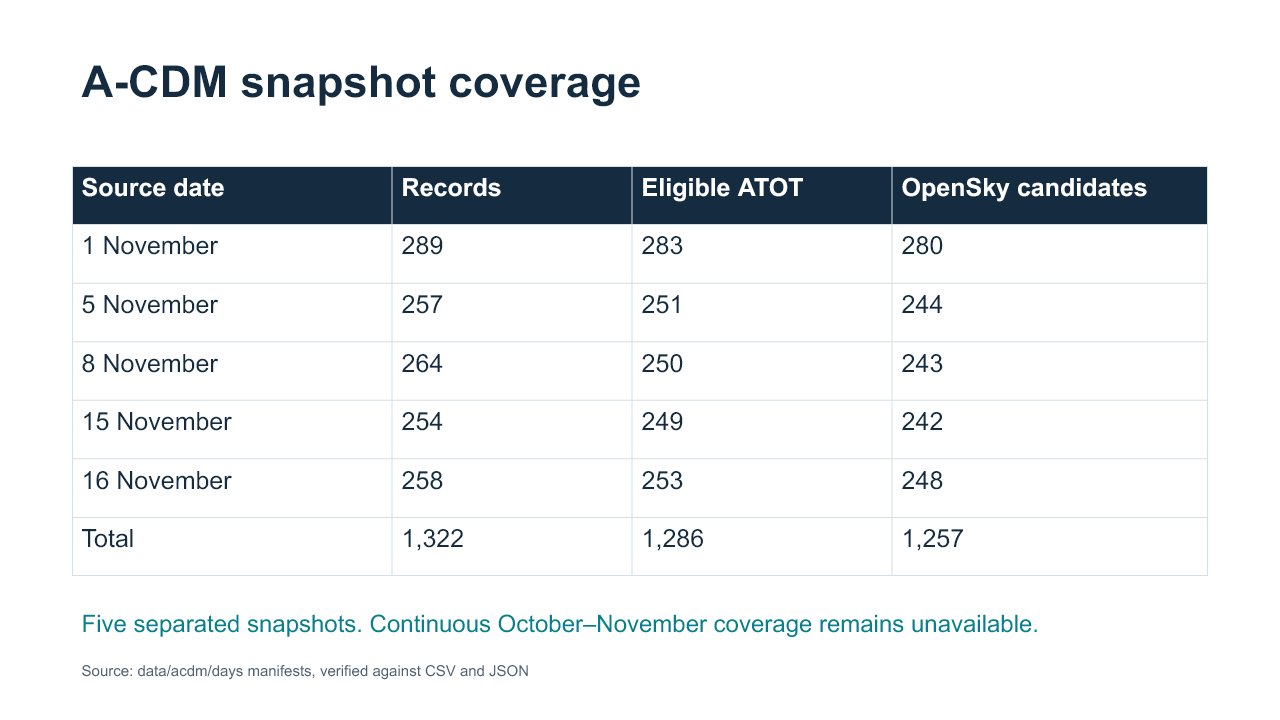 A-CDM snapshot coverage
Source date Records Eligible ATOT OpenSky candidates
1 November 289 283 280
5 November 257 251 244
8 November 264 250 243
15 November 254 249 242
16 November 258 253 248
Total 1,322 1,286 1,257
Five separated snapshots. Continuous October–November coverage remains unavailable.
Source: data/acdm/days manifests, verified against CSV and JSON